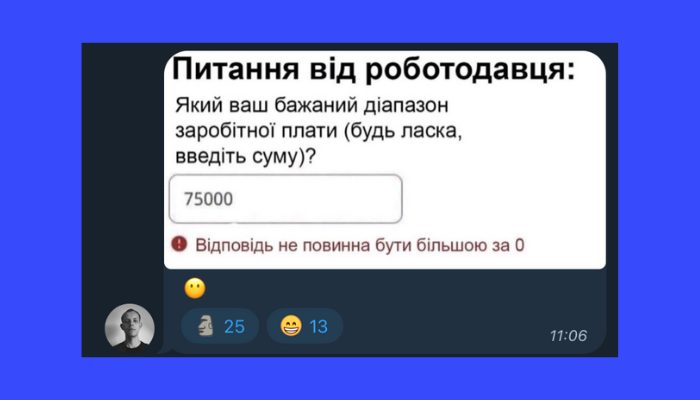 Питання від роботодавця:
Який ваш бажаний діапазон
заробітної плати (будь ласка,
введіть суму)?
75000
Відповідь не повинна бути більшою за 0
25 13
11:06